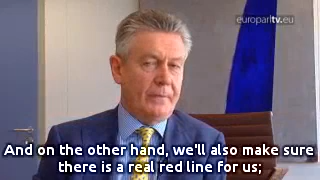 europarltv.eu
And on the other hand, we'll also make sure
there is a real red line for us;